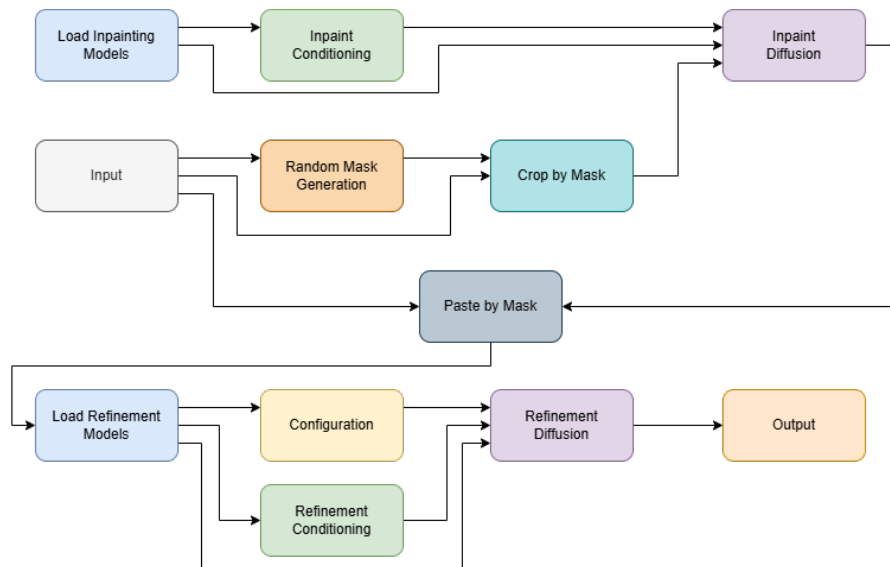 Load Inpainting
Models
Inpaint
Conditioning
Inpaint
Diffusion
Input
Random Mask
Generation
Crop by Mask
Paste by Mask
Load Refinement
Models
Configuration
Refinement
Diffusion
Output
Refinement
Conditioning